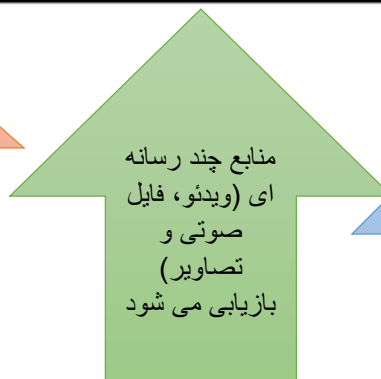 منابع چند رسانه
ای (ویدئو، فایل
صوتی و
تصاویر)
بازیابی می شود